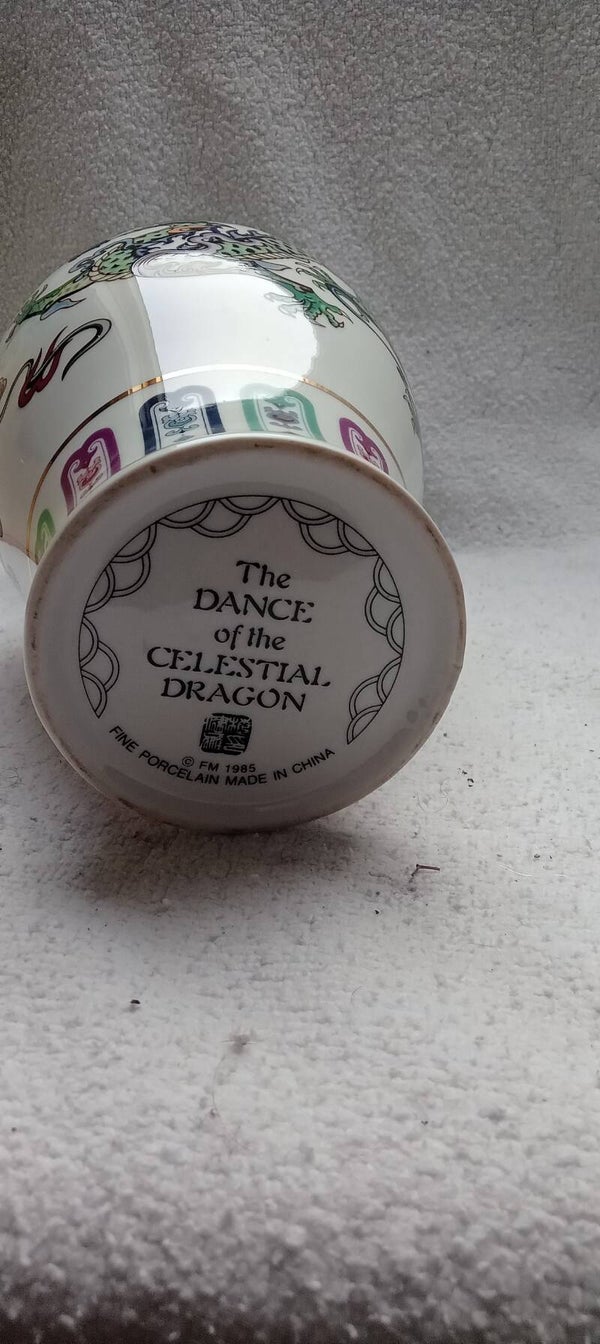 The
DANCE
of the
CELESTIAL
DRAGON
© FM 1985
FINE PORCELAIN MADE IN CHINA